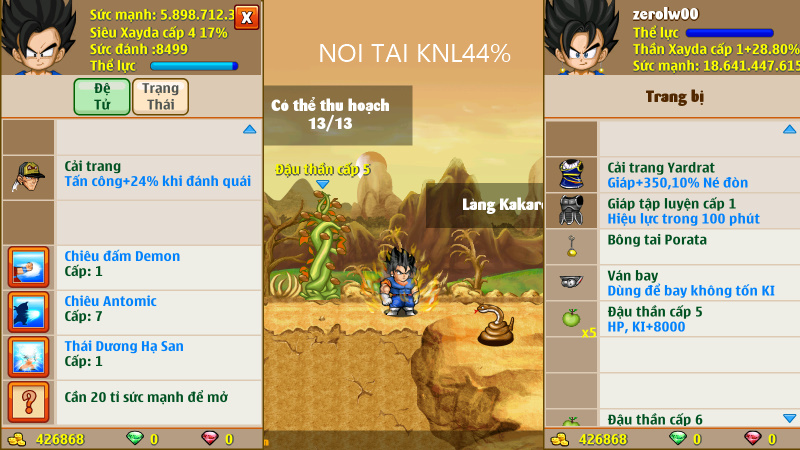 Sức mạnh: 5.898.712.3
Siêu Xayda cấp 4 17%
Sức đánh :8499
Thể lực
X
Đệ
Tử
Trạng
Thái
Cải trang
Tấn công+24% khi đánh quái
Chiêu đấm Demon
Cấp: 1
Chiêu Antomic
Cấp: 7
Thái Dương Hạ San
Cấp: 1
?
Cần 20 tỉ sức mạnh để mở
426868
0
0
NOI TAI KNL44%
Có thể thu hoạch
13/13
Đậu thần cấp 5
Làng Kakaro
zerolw00
Thể lực
Thần Xayda cấp 1+28.80%
Sức mạnh: 18.641.447.615
Trang bị
Cải trang Yardrat
Giáp+350,10% Né đòn
Giáp tập luyện cấp 1
Hiệu lực trong 100 phút
Bông tai Porata
Ván bay
Dùng để bay không tốn KI
Đậu thần cấp 5
HP, KI+8000
x5
Đậu thần cấp 6
426868
0
0